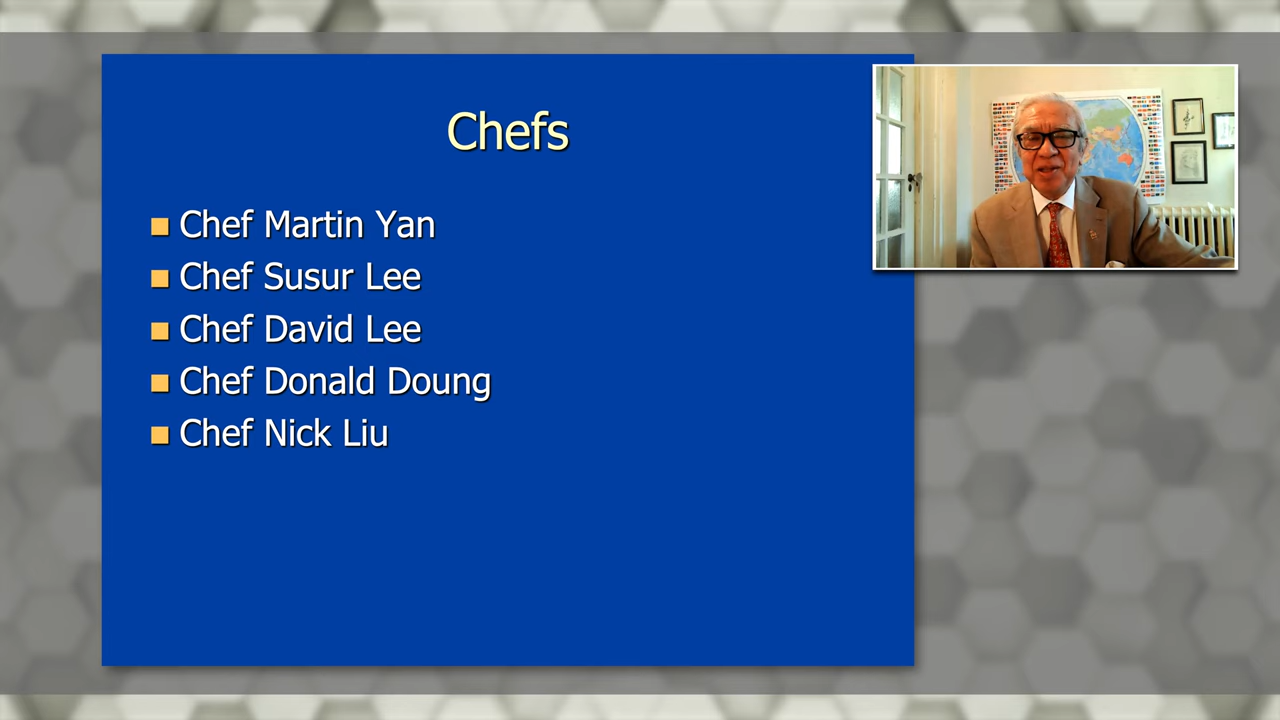 Chefs
Chef Martin Yan
Chef Susur Lee
Chef David Lee
Chef Donald Doung
Chef Nick Liu